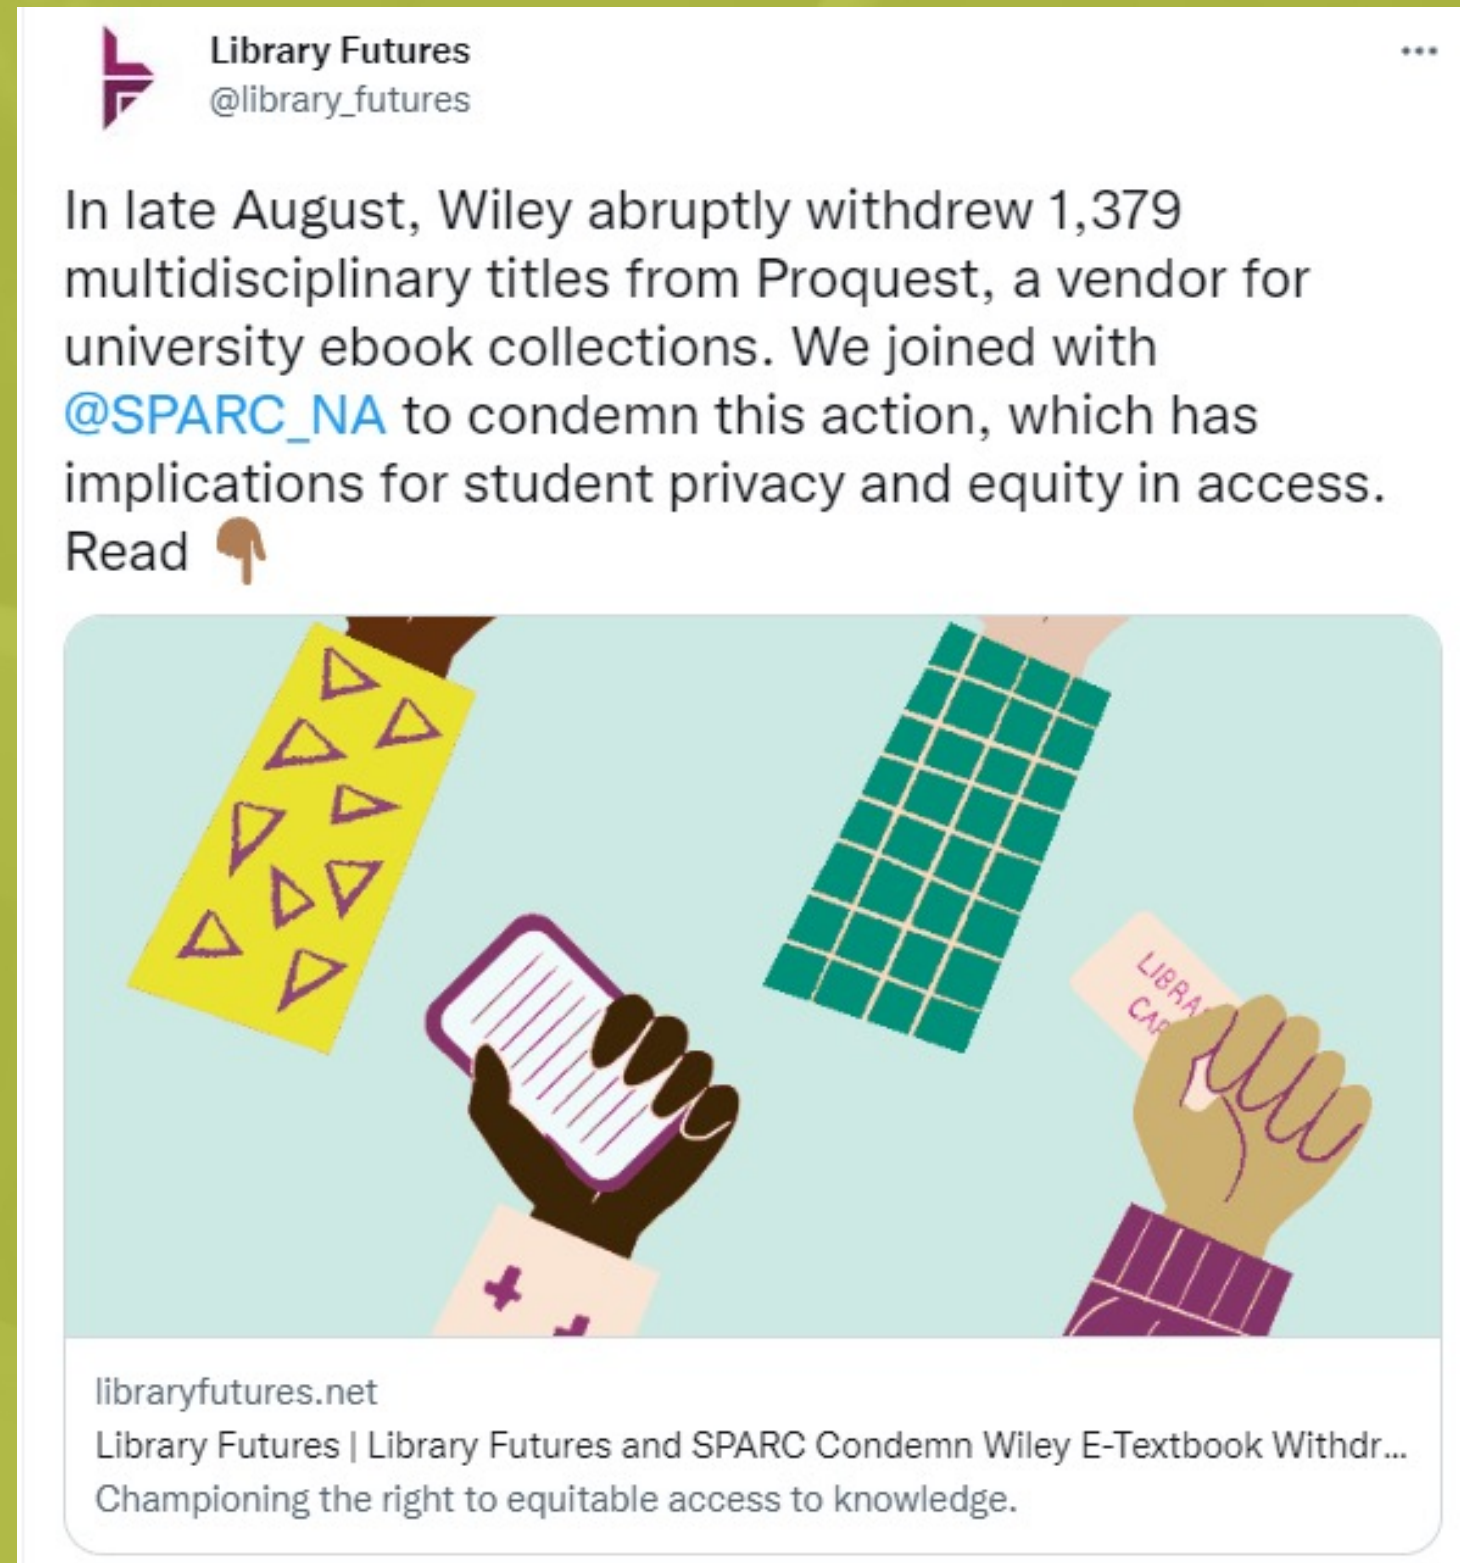 Library Futures
@library_futures
In late August, Wiley abruptly withdrew 1,379
multidisciplinary titles from Proquest, a vendor for
university ebook collections. We joined with
@SPARC_NA to condemn this action, which has
implications for student privacy and equity in access.
Read 👇🏾
LIBRA
CAR
libraryfutures.net
Library Futures | Library Futures and SPARC Condemn Wiley E-Textbook Withdr...
Championing the right to equitable access to knowledge.